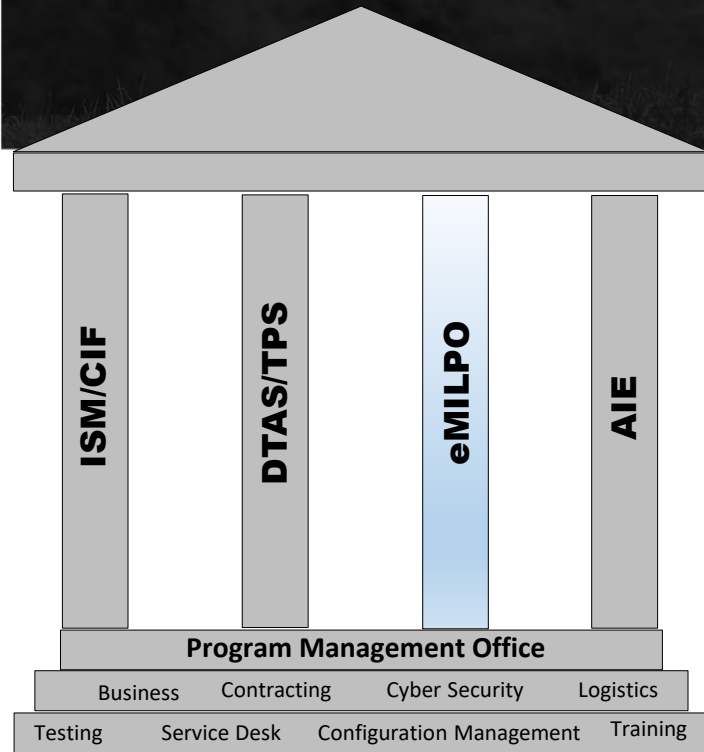 ISM/CIF
DTAS/TPS
eMILPO
AIE
Program Management Office
Business Contracting Cyber Security Logistics
Testing Service Desk Configuration Management Training